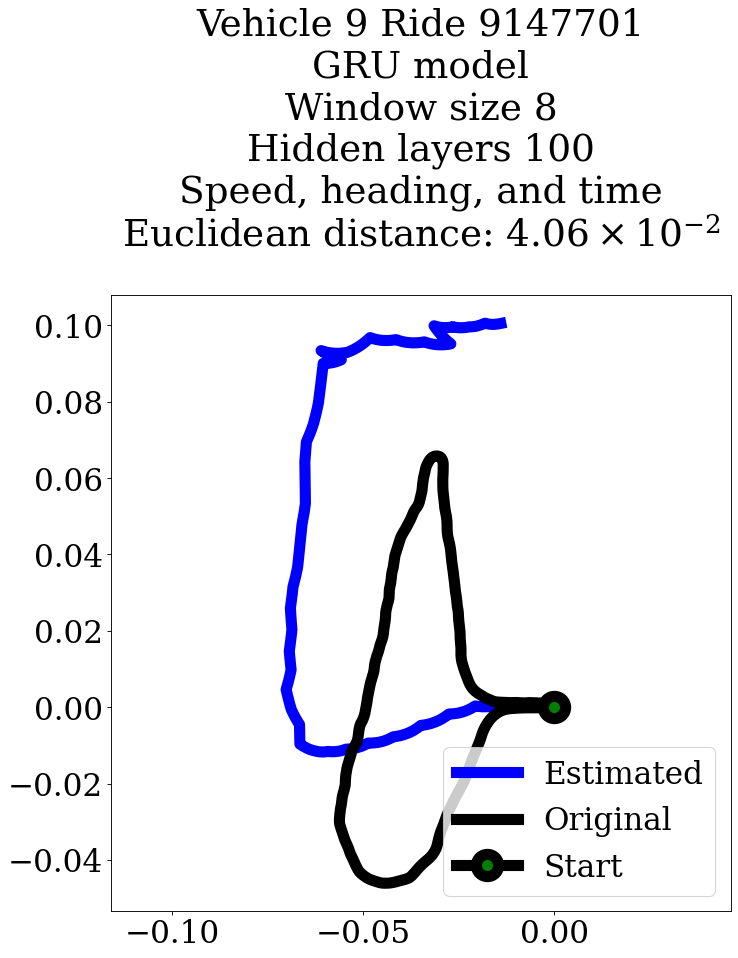 Vehicle 9 Ride 9147701
GRU model
Window size 8
Hidden layers 100
Speed, heading, and time
Euclidean distance: 4.06 × 10⁻²
0.10
0.08
0.06
0.04
0.02
0.00
−0.02
−0.04
Estimated
Original
Start
−0.10
−0.05
0.00